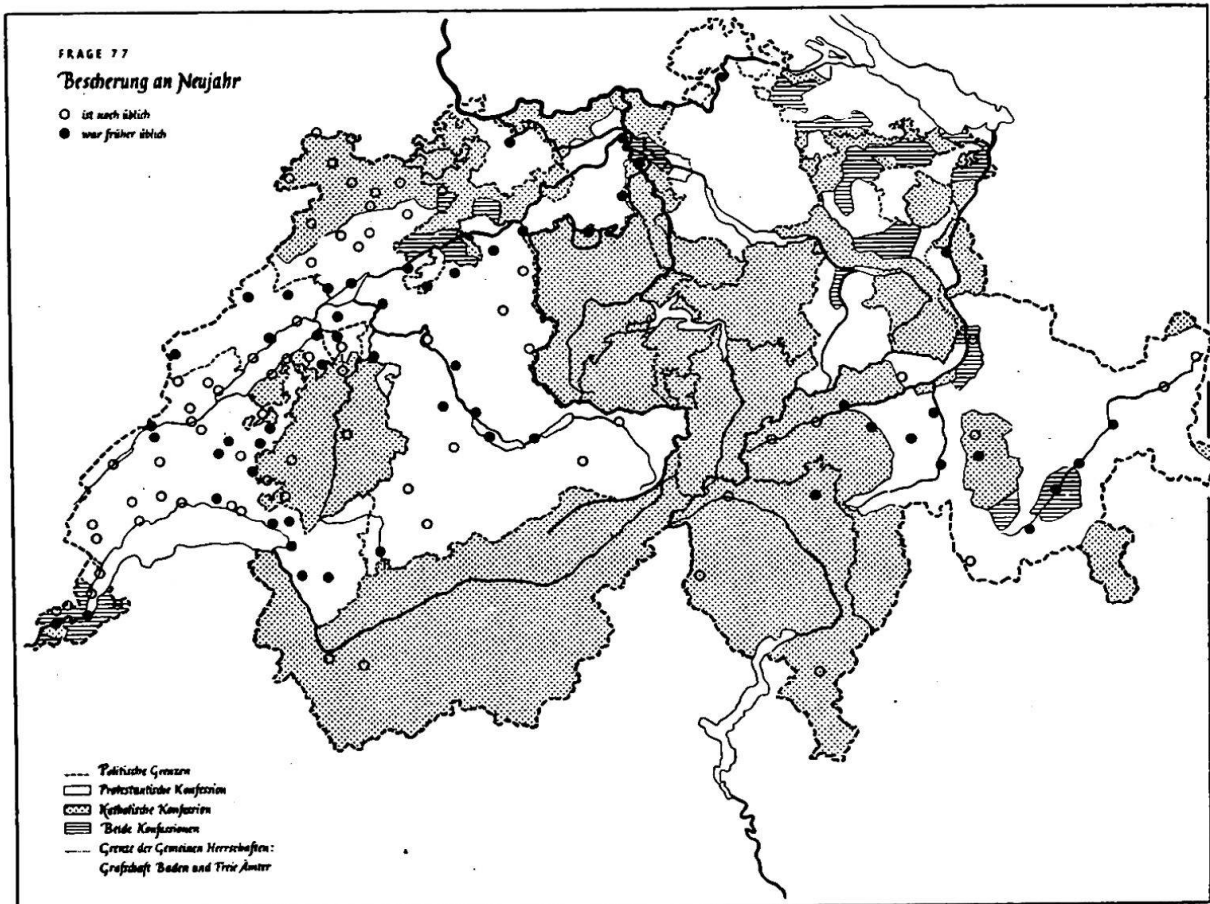 FRAGE 77
Bescherung an Neujahr
ist noch üblich
war früher üblich
Politische Grenzen
Protestantische Konfession
Katholische Konfession
Beide Konfessionen
Grenze der Gemeinen Herrschaften:
Grafschaft Baden und Freie Ämter